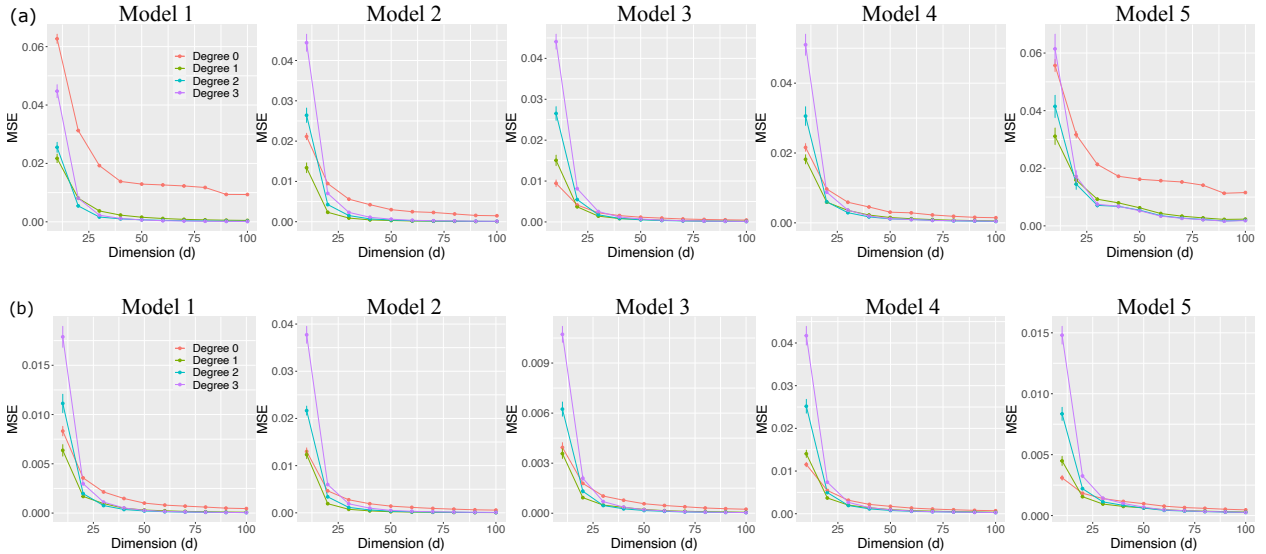 (a)
Model 1
Model 2
Model 3
Model 4
Model 5
MSE
0.06
0.04
0.02
0.00
Degree 0
Degree 1
Degree 2
Degree 3
25
50
75
100
Dimension (d)
MSE
0.04
0.03
0.02
0.01
0.00
25
50
75
100
Dimension (d)
MSE
0.04
0.03
0.02
0.01
0.00
25
50
75
100
Dimension (d)
MSE
0.04
0.02
0.00
25
50
75
100
Dimension (d)
MSE
0.06
0.04
0.02
0.00
25
50
75
100
Dimension (d)
(b)
Model 1
Model 2
Model 3
Model 4
Model 5
MSE
0.015
0.010
0.005
0.000
Degree 0
Degree 1
Degree 2
Degree 3
25
50
75
100
Dimension (d)
MSE
0.04
0.03
0.02
0.01
0.00
25
50
75
100
Dimension (d)
MSE
0.009
0.006
0.003
0.000
25
50
75
100
Dimension (d)
MSE
0.04
0.03
0.02
0.01
0.00
25
50
75
100
Dimension (d)
MSE
0.015
0.010
0.005
0.000
25
50
75
100
Dimension (d)